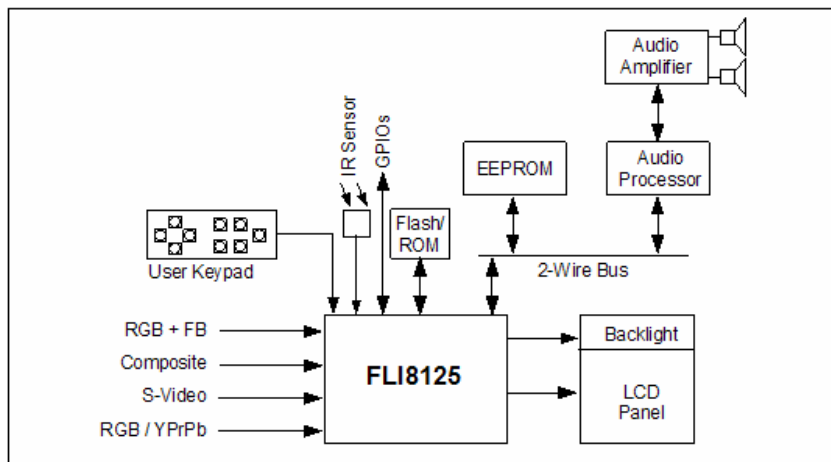 Audio
Amplifier
IR Sensor
GPIOs
EEPROM
Audio
Processor
Flash/
ROM
User Keypad
2-Wire Bus
RGB + FB
Composite
S-Video
RGB / YPrPb
FLI8125
Backlight
LCD
Panel